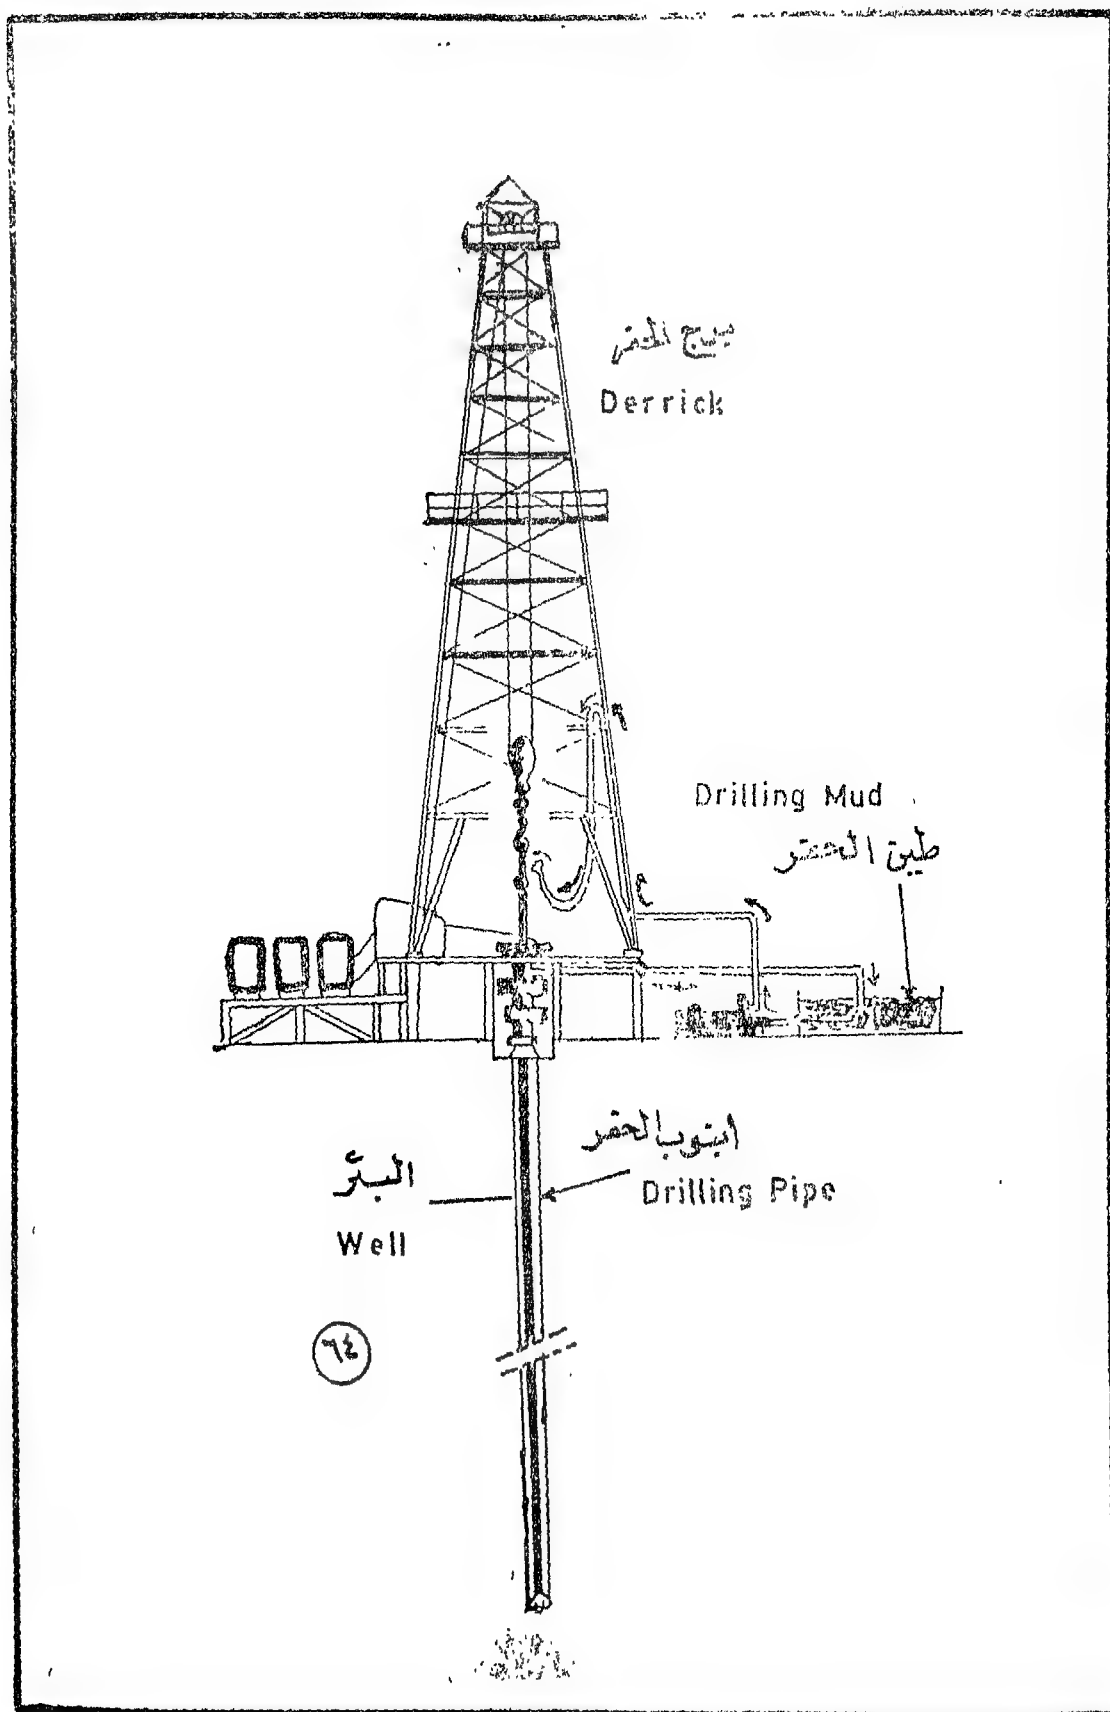 برج الحفر
Derrick
Drilling Mud
طين الحفر
انبوب الحفر
Drilling Pipe
البئر
Well
٦٤